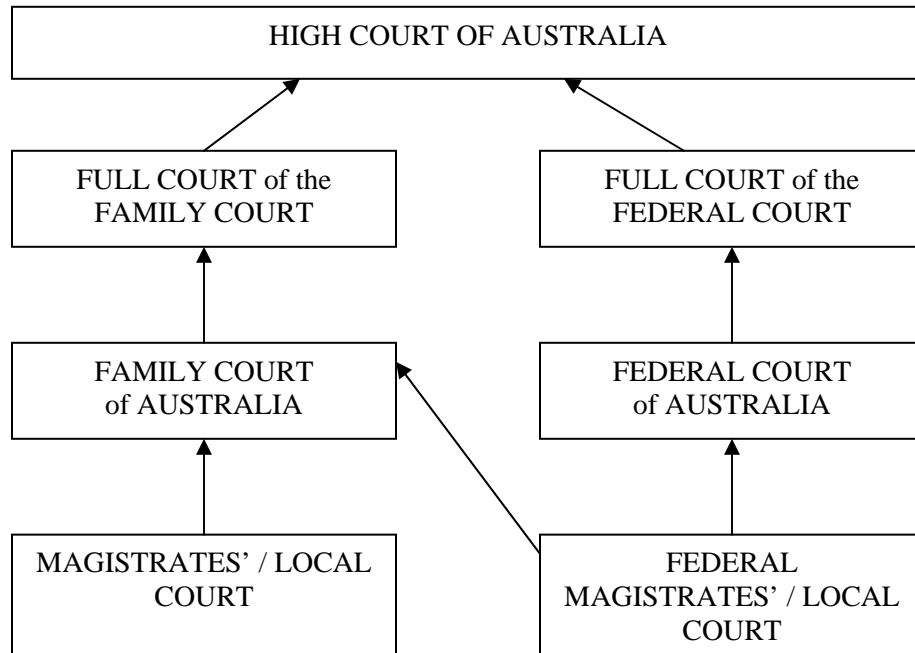 HIGH COURT OF AUSTRALIA
FULL COURT of the
FAMILY COURT
FULL COURT of the
FEDERAL COURT
FAMILY COURT
of AUSTRALIA
FEDERAL COURT
of AUSTRALIA
MAGISTRATES’ / LOCAL
COURT
FEDERAL
MAGISTRATES’ / LOCAL
COURT